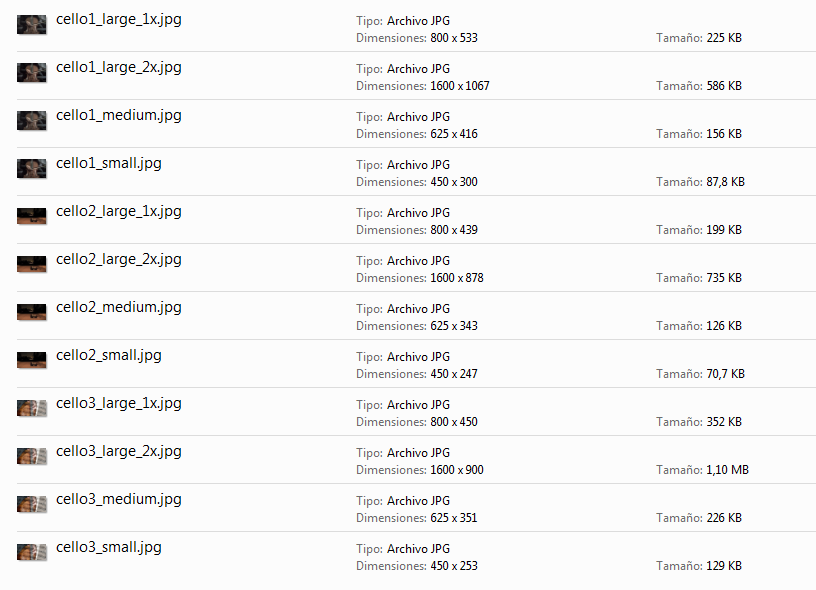 cello1_large_1x.jpg Tipo: Archivo JPG
Dimensiones: 800 x 533 Tamaño: 225 KB
cello1_large_2x.jpg Tipo: Archivo JPG
Dimensiones: 1600 x 1067 Tamaño: 586 KB
cello1_medium.jpg Tipo: Archivo JPG
Dimensiones: 625 x 416 Tamaño: 156 KB
cello1_small.jpg Tipo: Archivo JPG
Dimensiones: 450 x 300 Tamaño: 87,8 KB
cello2_large_1x.jpg Tipo: Archivo JPG
Dimensiones: 800 x 439 Tamaño: 199 KB
cello2_large_2x.jpg Tipo: Archivo JPG
Dimensiones: 1600 x 878 Tamaño: 735 KB
cello2_medium.jpg Tipo: Archivo JPG
Dimensiones: 625 x 343 Tamaño: 126 KB
cello2_small.jpg Tipo: Archivo JPG
Dimensiones: 450 x 247 Tamaño: 70,7 KB
cello3_large_1x.jpg Tipo: Archivo JPG
Dimensiones: 800 x 450 Tamaño: 352 KB
cello3_large_2x.jpg Tipo: Archivo JPG
Dimensiones: 1600 x 900 Tamaño: 1,10 MB
cello3_medium.jpg Tipo: Archivo JPG
Dimensiones: 625 x 351 Tamaño: 226 KB
cello3_small.jpg Tipo: Archivo JPG
Dimensiones: 450 x 253 Tamaño: 129 KB